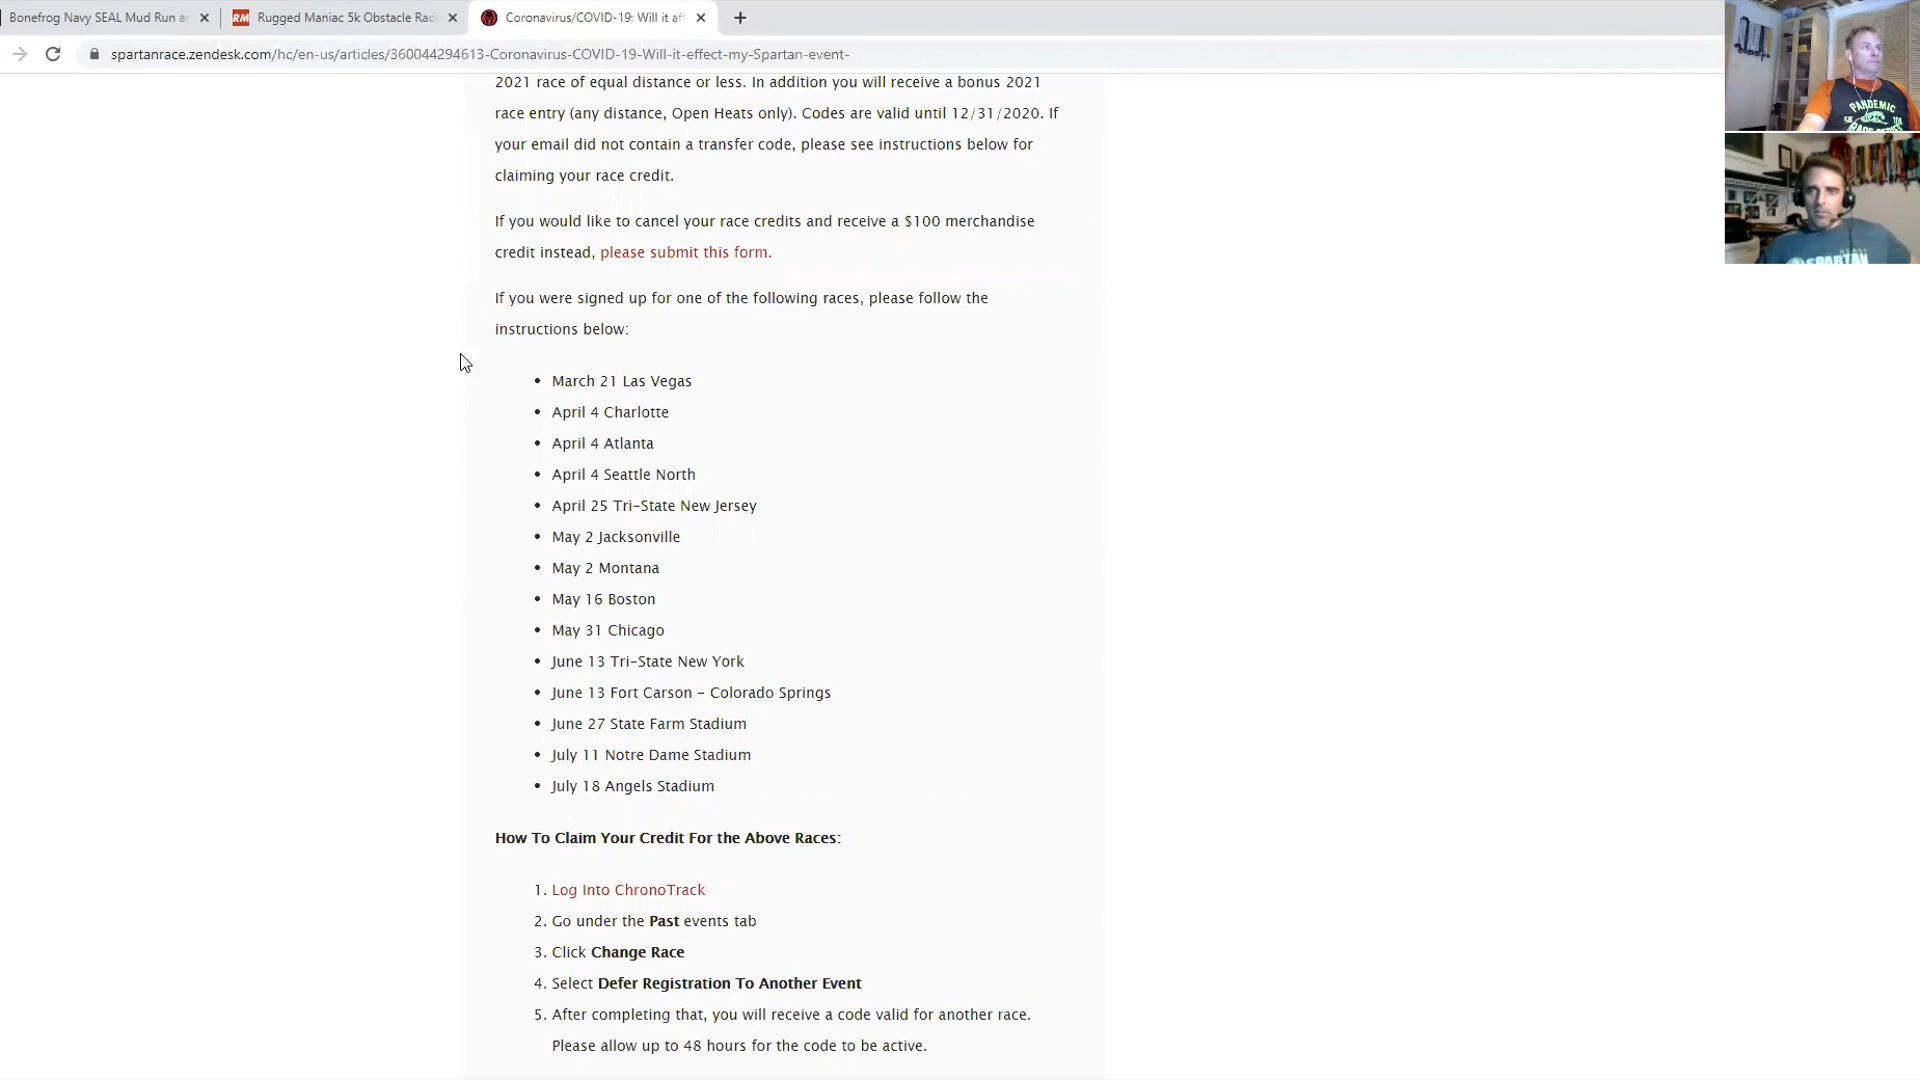 Bonefrog Navy SEAL Mud Run an
RM Rugged Maniac 5k Obstacle Race
Coronavirus/COVID-19: Will it aff
spartanrace.zendesk.com/hc/en-us/articles/360044294613-Coronavirus-COVID-19-Will-it-effect-my-Spartan-event-
2021 race of equal distance or less. In addition you will receive a bonus 2021
race entry (any distance, Open Heats only). Codes are valid until 12/31/2020. If
your email did not contain a transfer code, please see instructions below for
claiming your race credit.
If you would like to cancel your race credits and receive a $100 merchandise
credit instead, please submit this form.
If you were signed up for one of the following races, please follow the
instructions below:
• March 21 Las Vegas
• April 4 Charlotte
• April 4 Atlanta
• April 4 Seattle North
• April 25 Tri-State New Jersey
• May 2 Jacksonville
• May 2 Montana
• May 16 Boston
• May 31 Chicago
• June 13 Tri-State New York
• June 13 Fort Carson – Colorado Springs
• June 27 State Farm Stadium
• July 11 Notre Dame Stadium
• July 18 Angels Stadium
How To Claim Your Credit For the Above Races:
1. Log Into ChronoTrack
2. Go under the Past events tab
3. Click Change Race
4. Select Defer Registration To Another Event
5. After completing that, you will receive a code valid for another race.
Please allow up to 48 hours for the code to be active.
PANDEMIC
SPARTAN